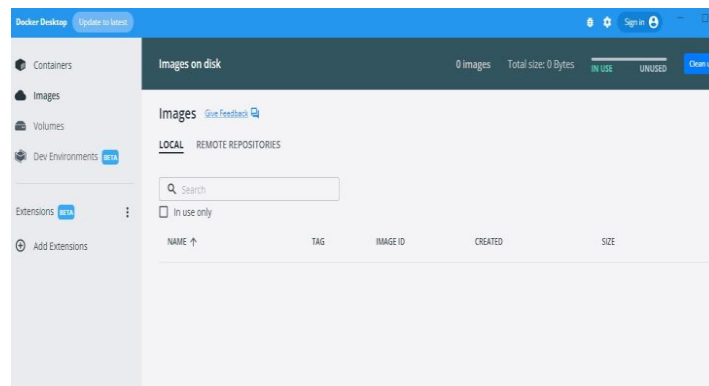 Docker Desktop Update to latest Sign in
Containers
Images
Volumes
Dev Environments BETA
Extensions BETA
Add Extensions
Images on disk 0 images Total size: 0 Bytes IN USE UNUSED Clean u
Images Give Feedback
LOCAL REMOTE REPOSITORIES
Search
In use only
NAME TAG IMAGE ID CREATED SIZE